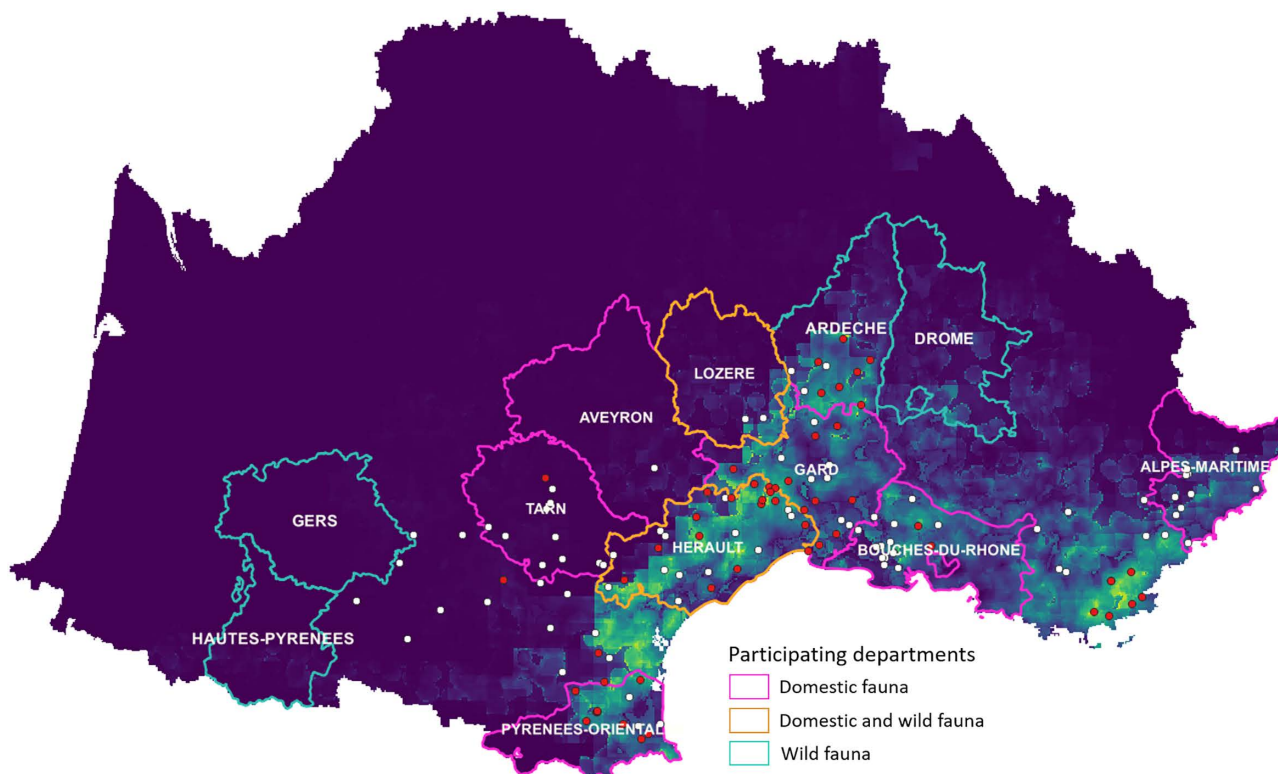 ARDECHE
DROME
LOZERE
AVEYRON
GARD
ALPES-MARITIME
TARN
GERS
HERAULT
BOUCHES-DU-RHONE
HAUTES-PYRENEES
PYRENEES-ORIENTAL
Participating departments
Domestic fauna
Domestic and wild fauna
Wild fauna